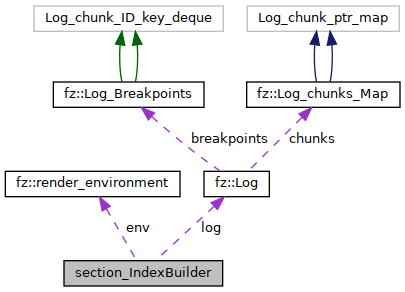 Log_chunk_ID_key_deque
Log_chunk_ptr_map
fz::Log_Breakpoints
fz::Log_chunks_Map
breakpoints
chunks
fz::render_environment
fz::Log
env
log
section_IndexBuilder